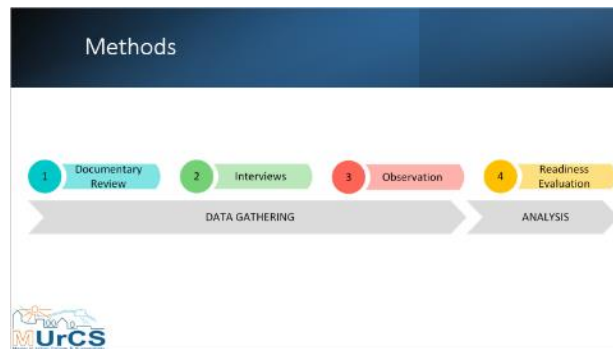 Methods
1
Documentary
Review
2
Interviews
3
Observation
4
Readiness
Evaluation
DATA GATHERING
ANALYSIS
MUrCS